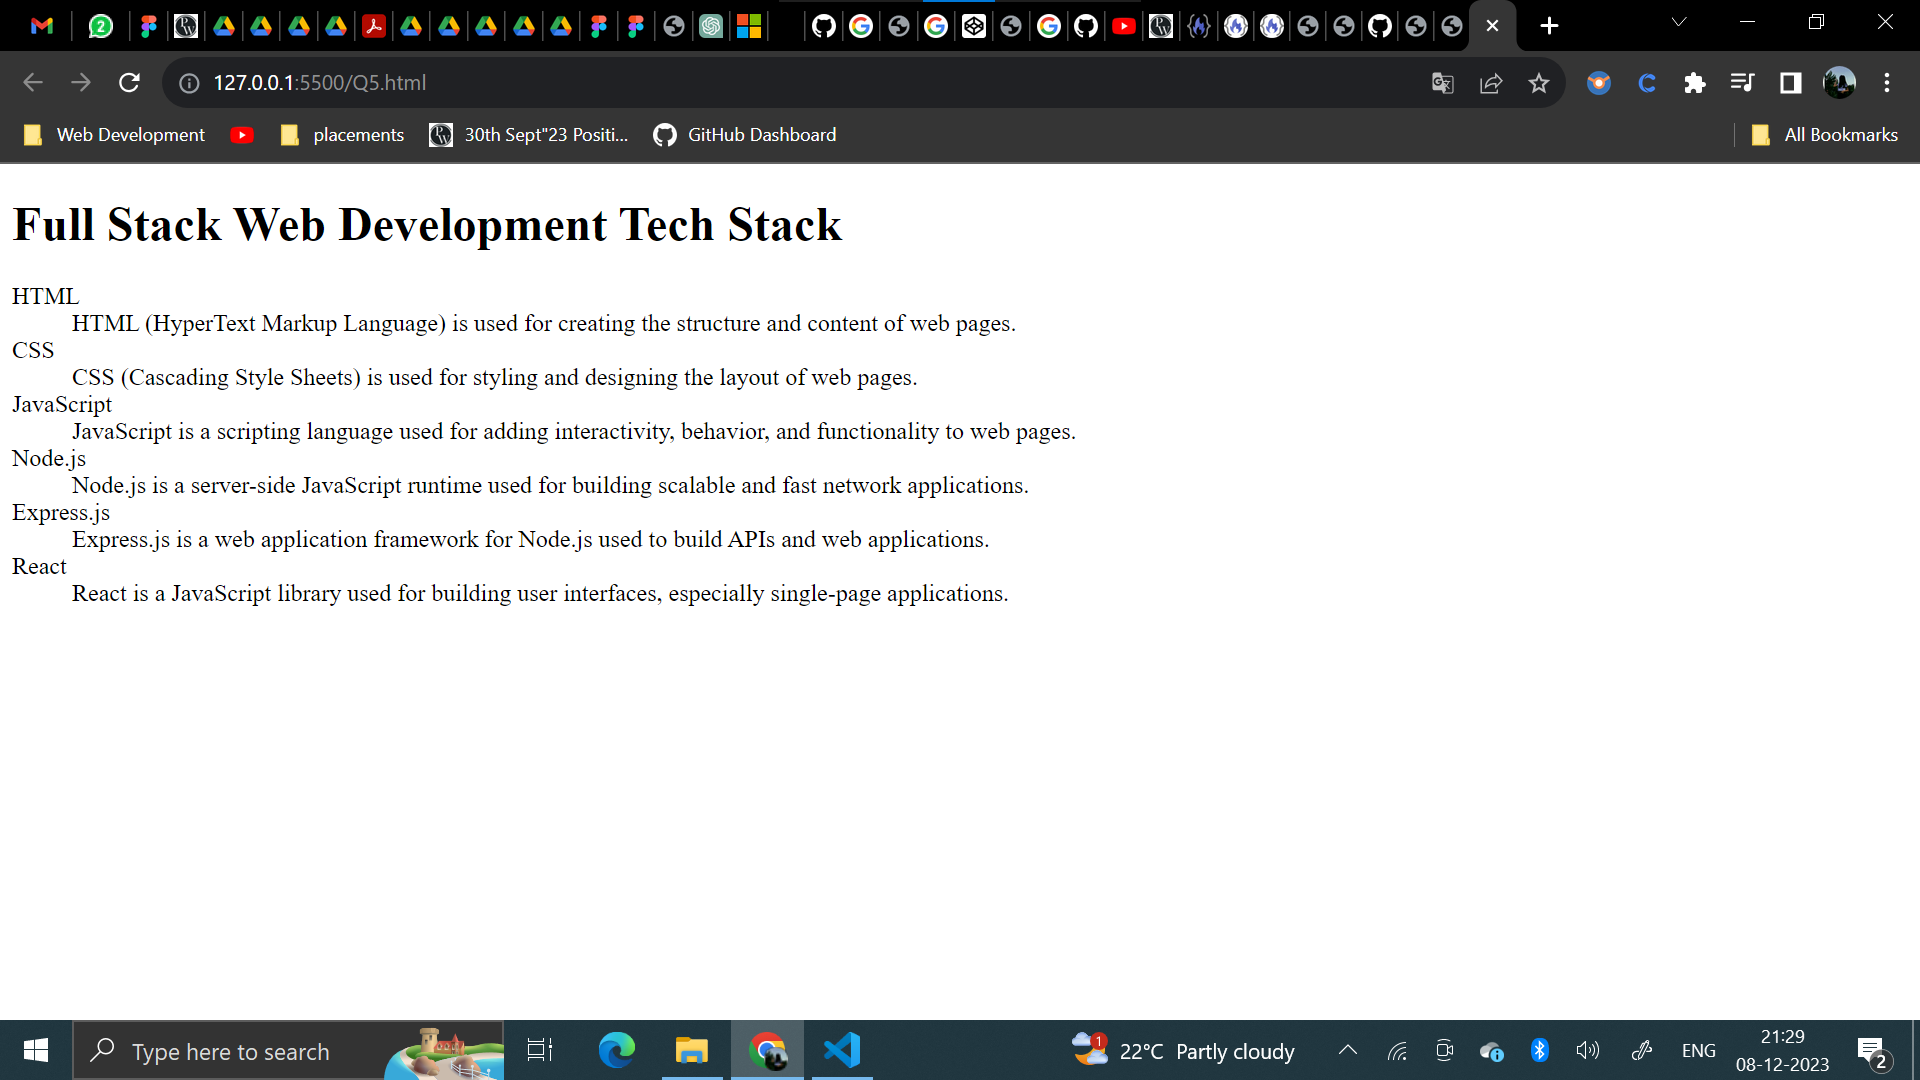 2
127.0.0.1:5500/Q5.html
Web Development
placements
30th Sept"23 Positi...
GitHub Dashboard
All Bookmarks
Full Stack Web Development Tech Stack
HTML
HTML (HyperText Markup Language) is used for creating the structure and content of web pages.
CSS
CSS (Cascading Style Sheets) is used for styling and designing the layout of web pages.
JavaScript
JavaScript is a scripting language used for adding interactivity, behavior, and functionality to web pages.
Node.js
Node.js is a server-side JavaScript runtime used for building scalable and fast network applications.
Express.js
Express.js is a web application framework for Node.js used to build APIs and web applications.
React
React is a JavaScript library used for building user interfaces, especially single-page applications.
Type here to search
1
22°C Partly cloudy
ENG
21:29
08-12-2023
2